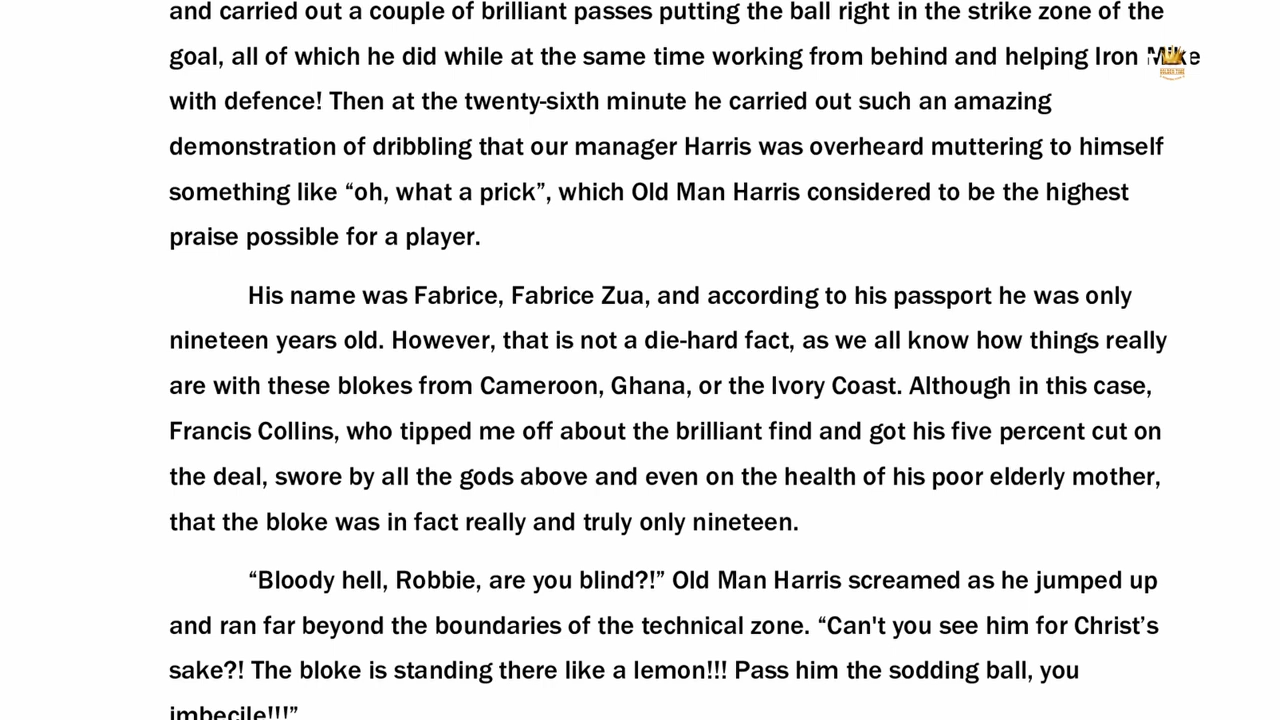 and carried out a couple of brilliant passes putting the ball right in the strike zone of the
goal, all of which he did while at the same time working from behind and helping Iron Mike
with defence! Then at the twenty-sixth minute he carried out such an amazing
demonstration of dribbling that our manager Harris was overheard muttering to himself
something like “oh, what a prick”, which Old Man Harris considered to be the highest
praise possible for a player.
His name was Fabrice, Fabrice Zua, and according to his passport he was only
nineteen years old. However, that is not a die-hard fact, as we all know how things really
are with these blokes from Cameroon, Ghana, or the Ivory Coast. Although in this case,
Francis Collins, who tipped me off about the brilliant find and got his five percent cut on
the deal, swore by all the gods above and even on the health of his poor elderly mother,
that the bloke was in fact really and truly only nineteen.
“Bloody hell, Robbie, are you blind?!” Old Man Harris screamed as he jumped up
and ran far beyond the boundaries of the technical zone. “Can't you see him for Christ’s
sake?! The bloke is standing there like a lemon!!! Pass him the sodding ball, you
imbecile!!!”